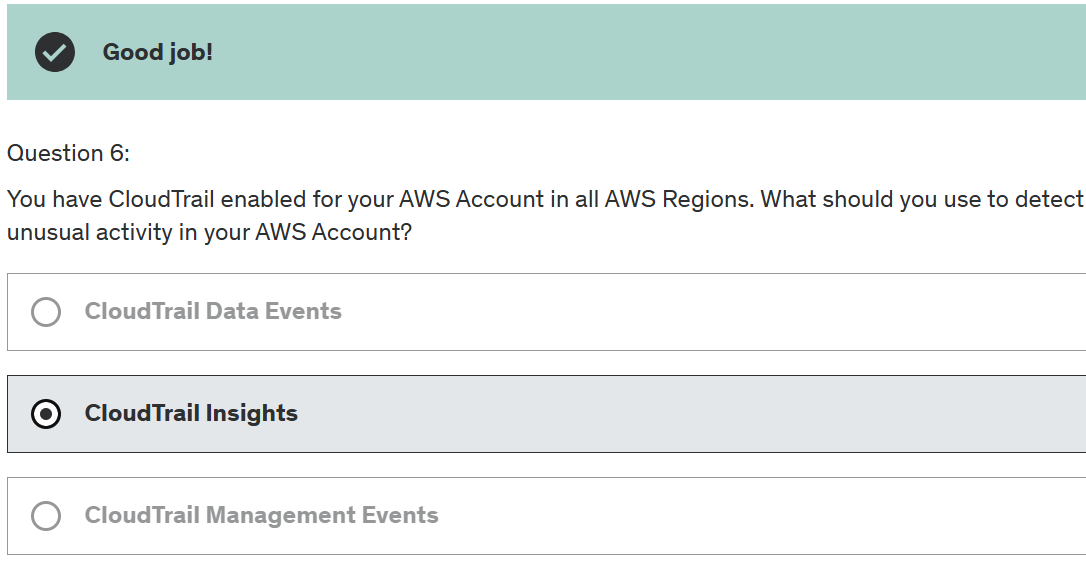 Good job!
Question 6:
You have CloudTrail enabled for your AWS Account in all AWS Regions. What should you use to detect
unusual activity in your AWS Account?
CloudTrail Data Events
CloudTrail Insights
CloudTrail Management Events